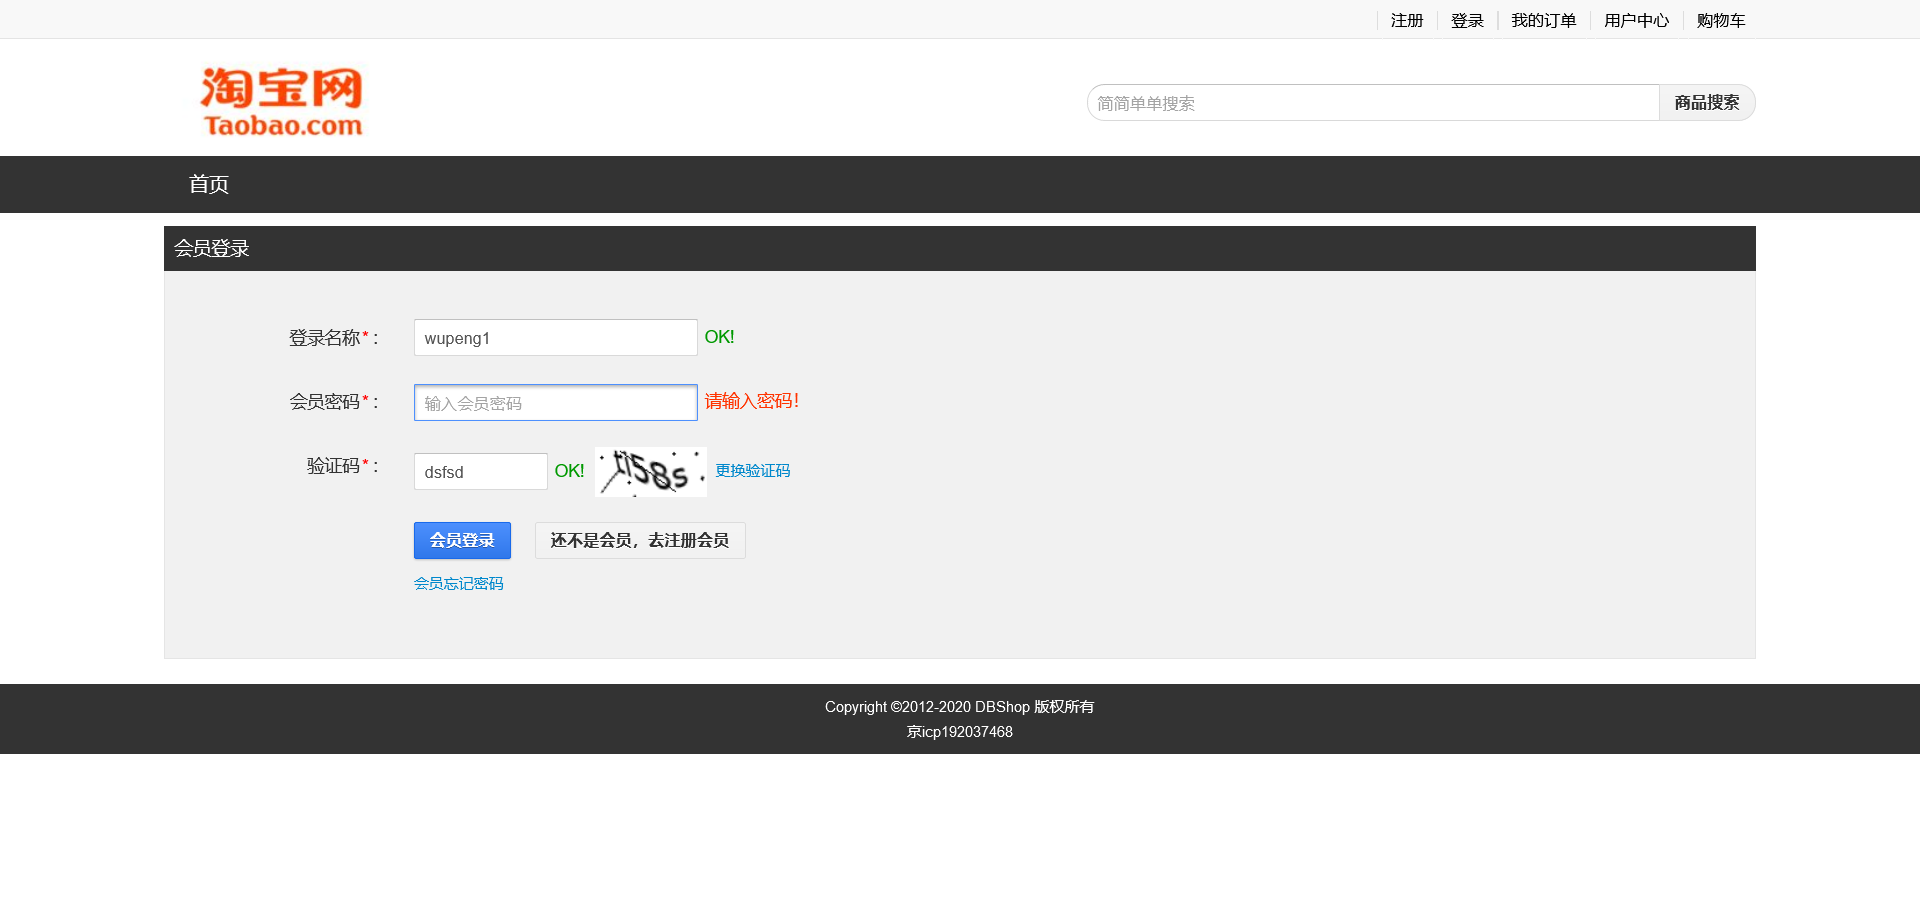 注册 登录 我的订单 用户中心 购物车
淘宝网
Taobao.com
简简单单搜索 商品搜索
首页
会员登录
登录名称*： wupeng1 OK!
会员密码*： 输入会员密码 请输入密码！
验证码*： dsfsd OK! 更换验证码
会员登录 还不是会员，去注册会员
会员忘记密码
Copyright ©2012-2020 DBShop 版权所有
京icp192037468